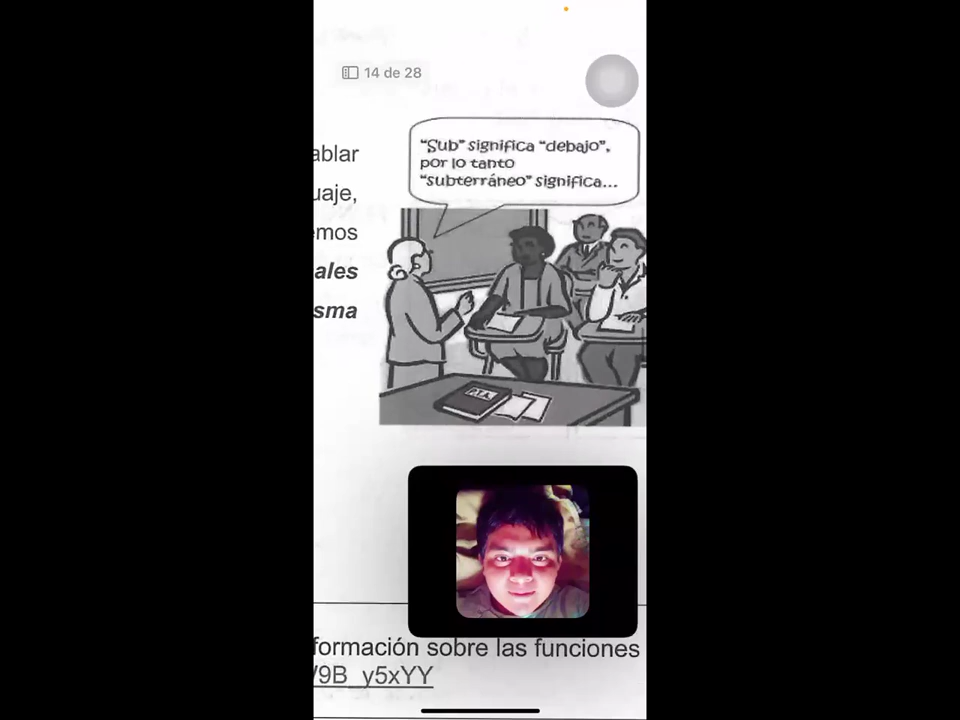 14 de 28
"Sub" significa "debajo",
por lo tanto
"subterráneo" significa...
ablar
uaje,
emos
ales
sma
formación sobre las funciones
/9B_y5xYY